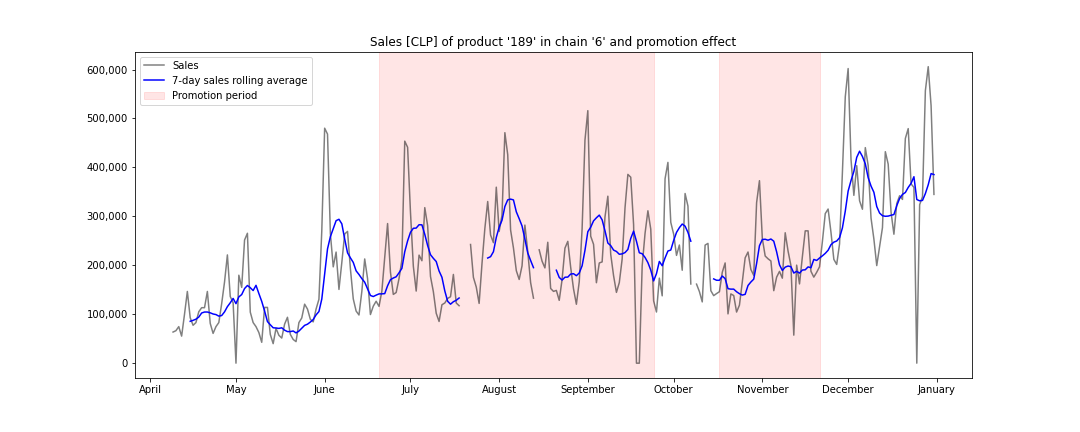 Sales [CLP] of product '189' in chain '6' and promotion effect
Sales
7-day sales rolling average
Promotion period
600,000
500,000
400,000
300,000
200,000
100,000
0
April May June July August September October November December January